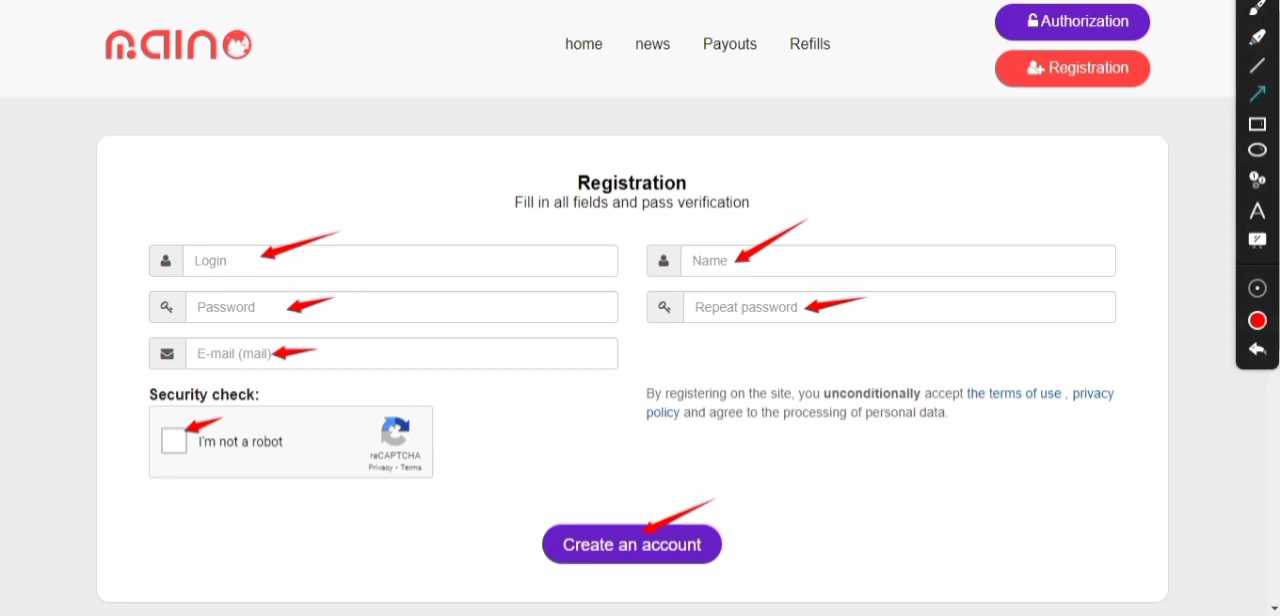 maino
home
news
Payouts
Refills
Authorization
Registration
Registration
Fill in all fields and pass verification
Login
Name
Password
Repeat password
E-mail (mail)
Security check:
I'm not a robot
reCAPTCHA
Privacy - Terms
By registering on the site, you unconditionally accept the terms of use , privacy
policy and agree to the processing of personal data.
Create an account
A